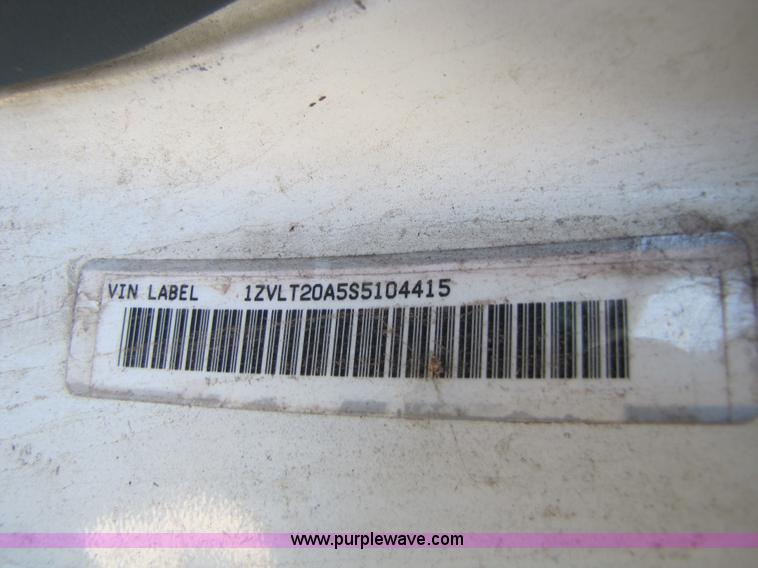 VIN LABEL 1ZVLT20A5S5104415
www.purplewave.com